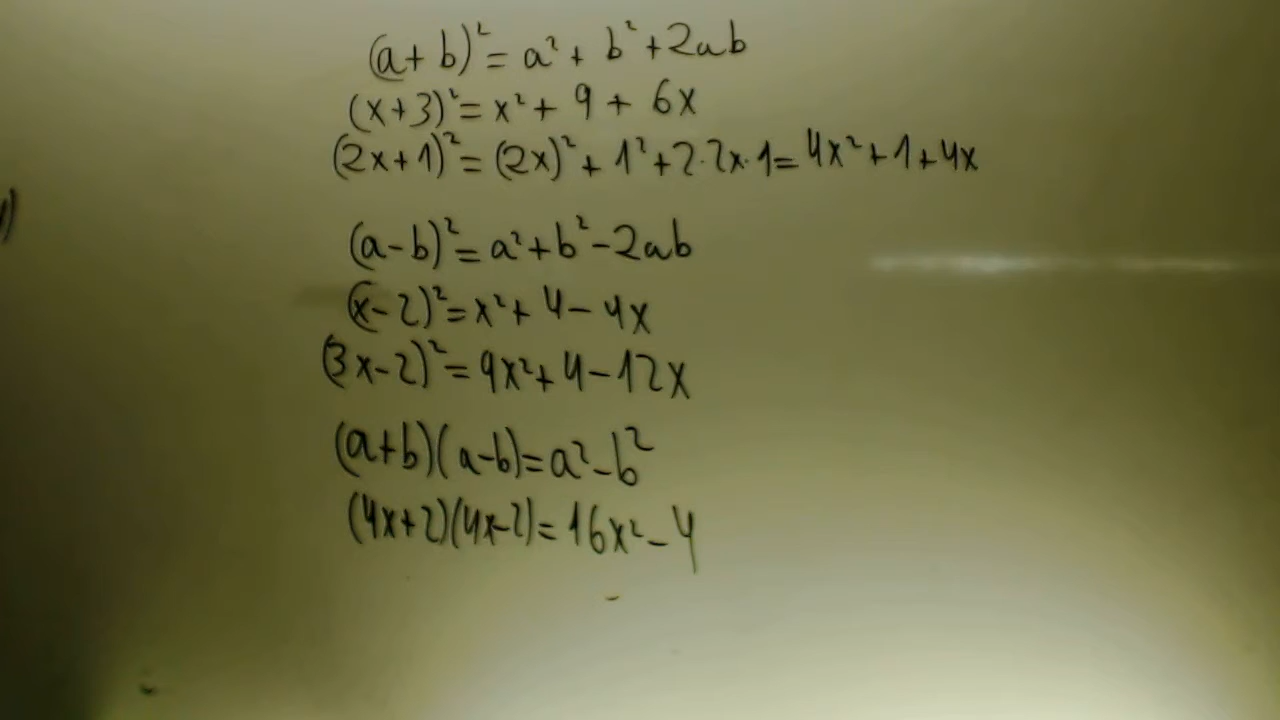 (a+b)²=a²+b²+2ab
(x+3)²=x²+9+6x
(2x+1)²=(2x)²+1²+2·2x·1=4x²+1+4x
(a-b)²=a²+b²-2ab
(x-2)²=x²+4-4x
(3x-2)²=9x²+4-12x
(a+b)(a-b)=a²-b²
(4x+2)(4x-2)=16x²-4